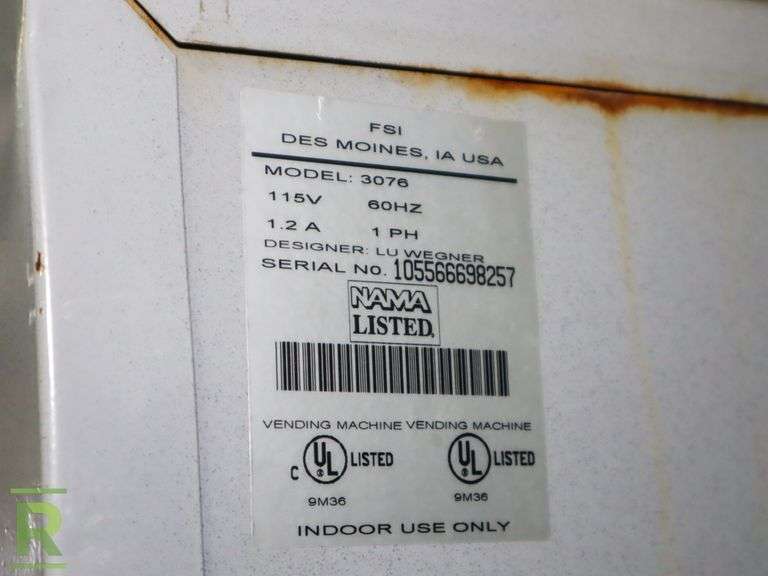 FSI
DES MOINES, IA USA
MODEL: 3076
115V 60HZ
1.2 A 1 PH
DESIGNER: LU WEGNER
SERIAL NO. 105566698257
NAMA
LISTED
VENDING MACHINE VENDING MACHINE
C UL LISTED UL LISTED
9M36 9M36
INDOOR USE ONLY
R